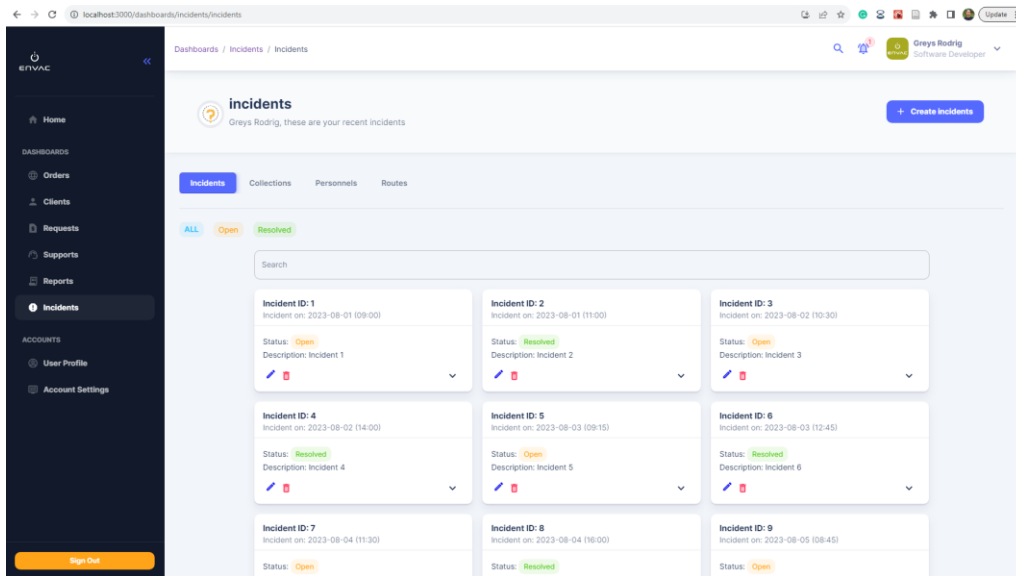 localhost:3000/dashboards/incidents/incidents
Update
ENVAC
Home
DASHBOARDS
Orders
Clients
Requests
Supports
Reports
Incidents
ACCOUNTS
User Profile
Account Settings
Sign Out
Dashboards / Incidents / Incidents
1
Greys Rodrig
Software Developer
incidents
Greys Rodrig, these are your recent incidents
+ Create incidents
Incidents Collections Personnels Routes
ALL Open Resolved
Search
Incident ID: 1
Incident on: 2023-08-01 (09:00)
Status: Open
Description: Incident 1
Incident ID: 2
Incident on: 2023-08-01 (11:00)
Status: Resolved
Description: Incident 2
Incident ID: 3
Incident on: 2023-08-02 (10:30)
Status: Open
Description: Incident 3
Incident ID: 4
Incident on: 2023-08-02 (14:00)
Status: Resolved
Description: Incident 4
Incident ID: 5
Incident on: 2023-08-03 (09:15)
Status: Open
Description: Incident 5
Incident ID: 6
Incident on: 2023-08-03 (12:45)
Status: Resolved
Description: Incident 6
Incident ID: 7
Incident on: 2023-08-04 (11:30)
Status: Open
Incident ID: 8
Incident on: 2023-08-04 (16:00)
Status: Resolved
Incident ID: 9
Incident on: 2023-08-05 (08:45)
Status: Open